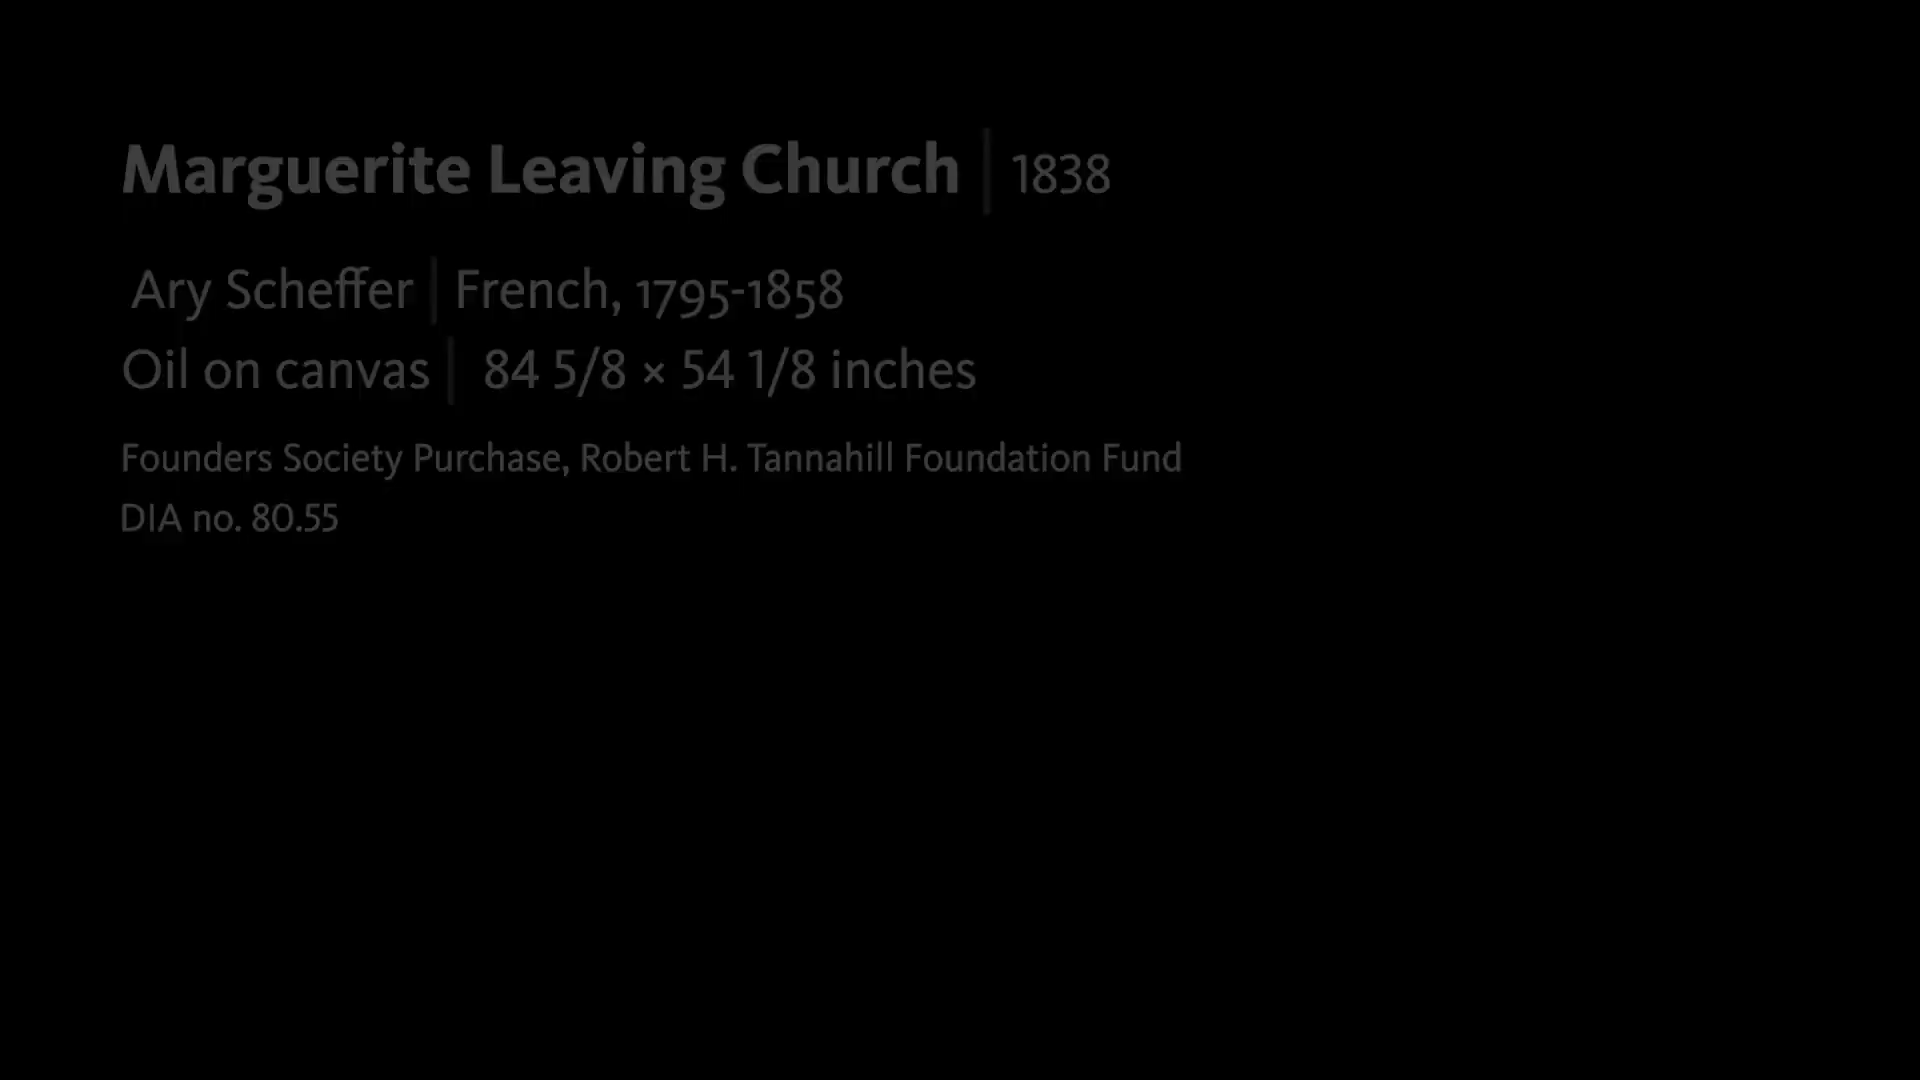 Marguerite Leaving Church | 1838
Ary Scheffer | French, 1795-1858
Oil on canvas | 84 5/8 × 54 1/8 inches
Founders Society Purchase, Robert H. Tannahill Foundation Fund
DIA no. 80.55